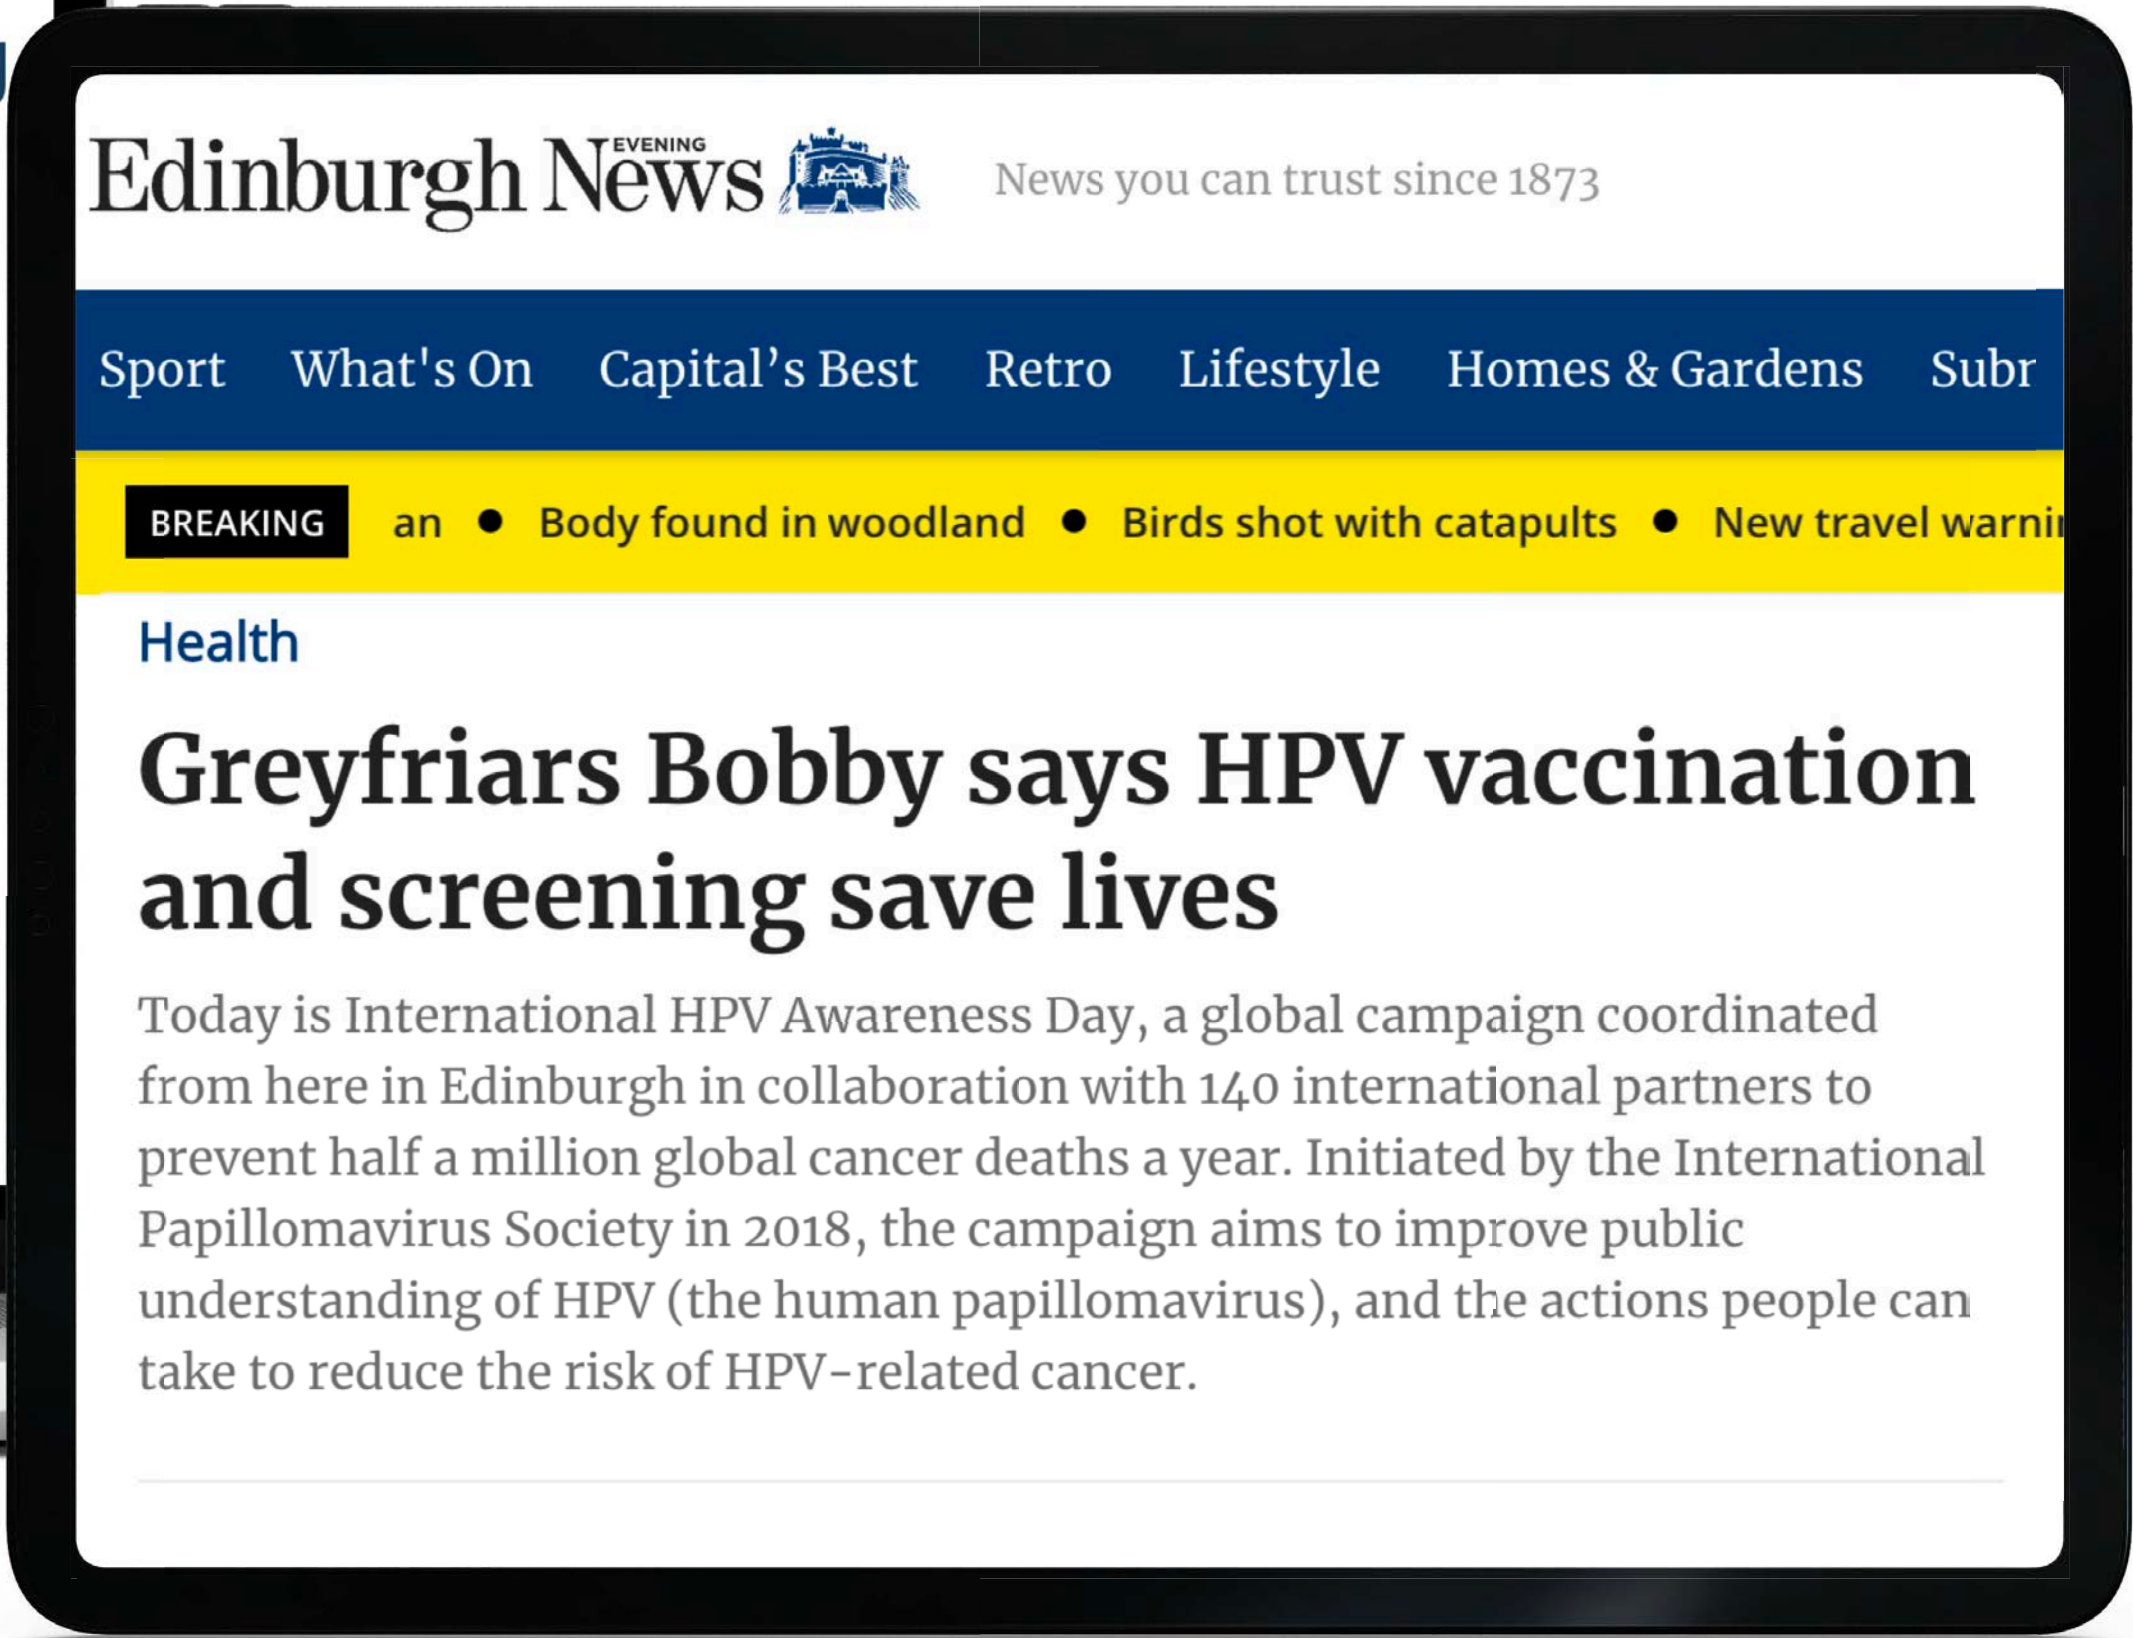 Edinburgh News
EVENING
News you can trust since 1873
Sport What's On Capital’s Best Retro Lifestyle Homes & Gardens Subr
BREAKING an ● Body found in woodland ● Birds shot with catapults ● New travel warnin
Health
Greyfriars Bobby says HPV vaccination
and screening save lives
Today is International HPV Awareness Day, a global campaign coordinated
from here in Edinburgh in collaboration with 140 international partners to
prevent half a million global cancer deaths a year. Initiated by the International
Papillomavirus Society in 2018, the campaign aims to improve public
understanding of HPV (the human papillomavirus), and the actions people can
take to reduce the risk of HPV-related cancer.